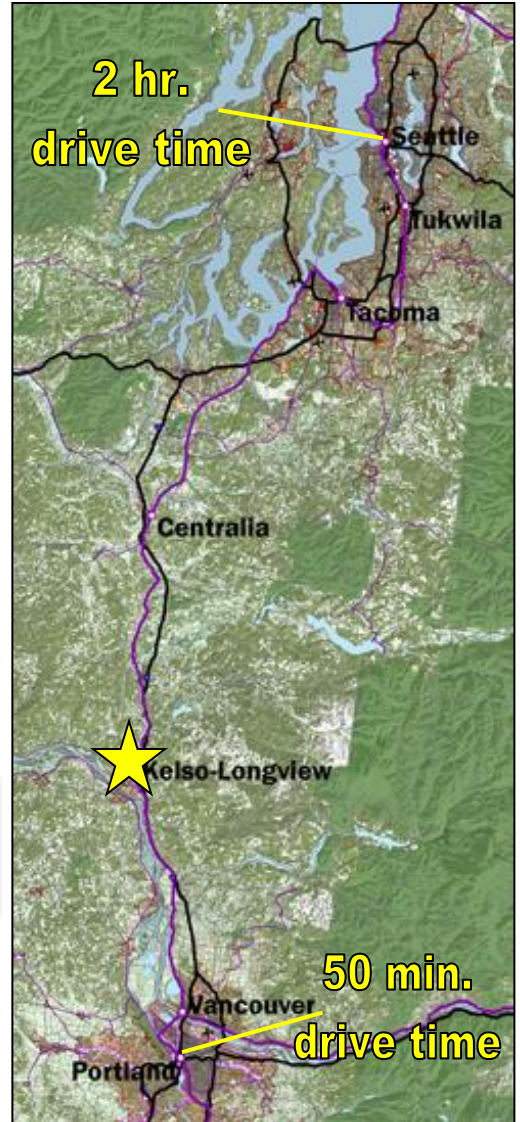 2 hr.
drive time
Seattle
Tukwila
Tacoma
Centralia
Kelso-Longview
50 min.
Vancouver
drive time
Portland